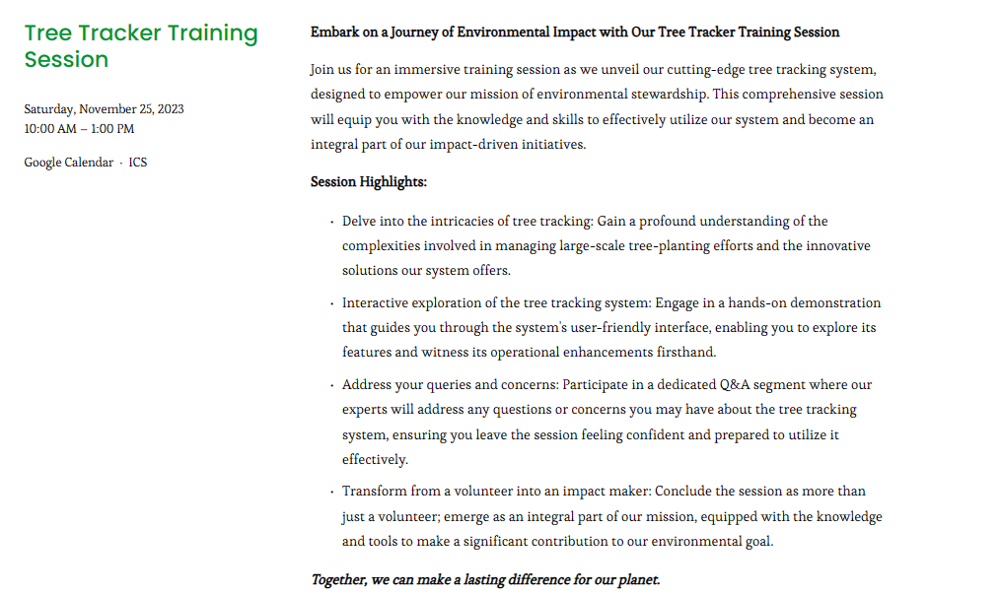 Tree Tracker Training
Session
Saturday, November 25, 2023
10:00 AM – 1:00 PM
Google Calendar · ICS
Embark on a Journey of Environmental Impact with Our Tree Tracker Training Session
Join us for an immersive training session as we unveil our cutting-edge tree tracking system,
designed to empower our mission of environmental stewardship. This comprehensive session
will equip you with the knowledge and skills to effectively utilize our system and become an
integral part of our impact-driven initiatives.
Session Highlights:
· Delve into the intricacies of tree tracking: Gain a profound understanding of the
complexities involved in managing large-scale tree-planting efforts and the innovative
solutions our system offers.
· Interactive exploration of the tree tracking system: Engage in a hands-on demonstration
that guides you through the system's user-friendly interface, enabling you to explore its
features and witness its operational enhancements firsthand.
· Address your queries and concerns: Participate in a dedicated Q&A segment where our
experts will address any questions or concerns you may have about the tree tracking
system, ensuring you leave the session feeling confident and prepared to utilize it
effectively.
· Transform from a volunteer into an impact maker: Conclude the session as more than
just a volunteer; emerge as an integral part of our mission, equipped with the knowledge
and tools to make a significant contribution to our environmental goal.
Together, we can make a lasting difference for our planet.